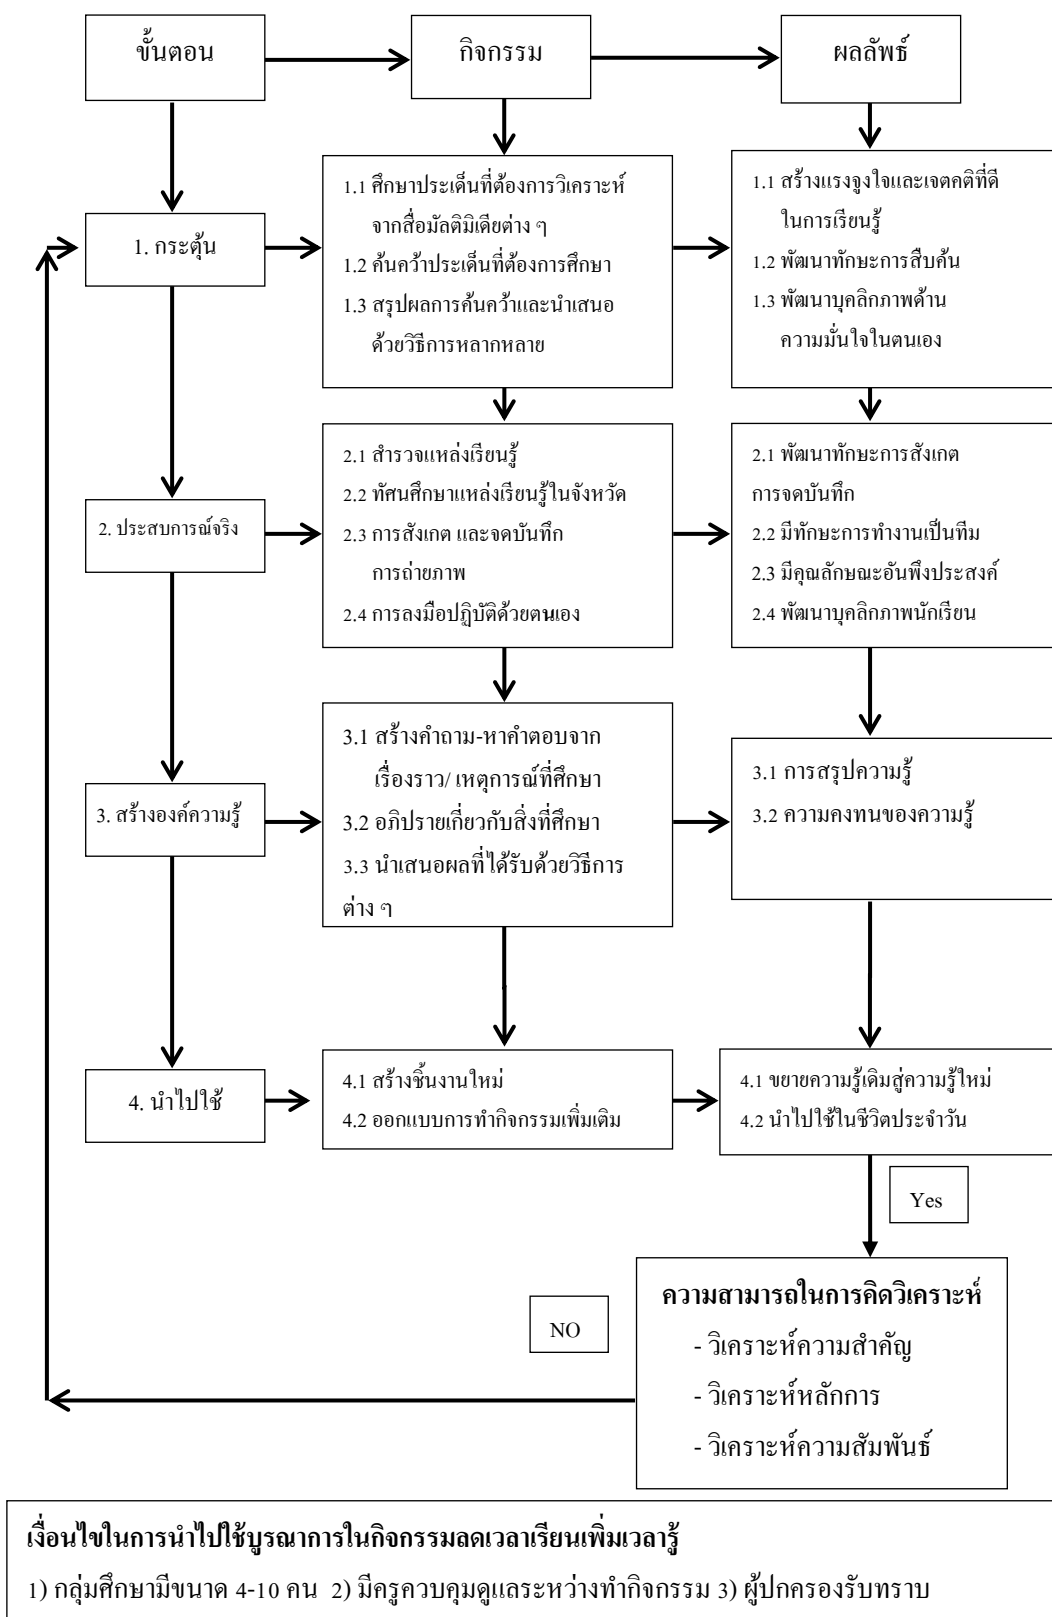 ขั้นตอน
กิจกรรม
ผลลัพธ์
1. กระตุ้น
1.1 ศึกษาประเด็นที่ต้องการวิเคราะห์
จากสื่อมัลติมิเดียต่าง ๆ
1.2 ค้นคว้าประเด็นที่ต้องการศึกษา
1.3 สรุปผลการค้นคว้าและนำเสนอ
ด้วยวิธีการหลากหลาย
1.1 สร้างแรงจูงใจและเจตคติที่ดี
ในการเรียนรู้
1.2 พัฒนาทักษะการสืบค้น
1.3 พัฒนาบุคลิกภาพด้าน
ความมั่นใจในตนเอง
2. ประสบการณ์จริง
2.1 สำรวจแหล่งเรียนรู้
2.2 ทัศนศึกษาแหล่งเรียนรู้ในจังหวัด
2.3 การสังเกต และจดบันทึก
การถ่ายภาพ
2.4 การลงมือปฏิบัติด้วยตนเอง
2.1 พัฒนาทักษะการสังเกต
การจดบันทึก
2.2 มีทักษะการทำงานเป็นทีม
2.3 มีคุณลักษณะอันพึงประสงค์
2.4 พัฒนาบุคลิกภาพนักเรียน
3. สร้างองค์ความรู้
3.1 สร้างคำถาม-หาคำตอบจาก
เรื่องราว/ เหตุการณ์ที่ศึกษา
3.2 อภิปรายเกี่ยวกับสิ่งที่ศึกษา
3.3 นำเสนอผลที่ได้รับด้วยวิธีการ
ต่าง ๆ
3.1 การสรุปความรู้
3.2 ความคงทนของความรู้
4. นำไปใช้
4.1 สร้างชิ้นงานใหม่
4.2 ออกแบบการทำกิจกรรมเพิ่มเติม
4.1 ขยายความรู้เดิมสู่ความรู้ใหม่
4.2 นำไปใช้ในชีวิตประจำวัน
Yes
NO
ความสามารถในการคิดวิเคราะห์
- วิเคราะห์ความสำคัญ
- วิเคราะห์หลักการ
- วิเคราะห์ความสัมพันธ์
เงื่อนไขในการนำไปใช้บูรณาการในกิจกรรมลดเวลาเรียนเพิ่มเวลารู้
1) กลุ่มศึกษามีขนาด 4-10 คน 2) มีครูควบคุมดูแลระหว่างทำกิจกรรม 3) ผู้ปกครองรับทราบ